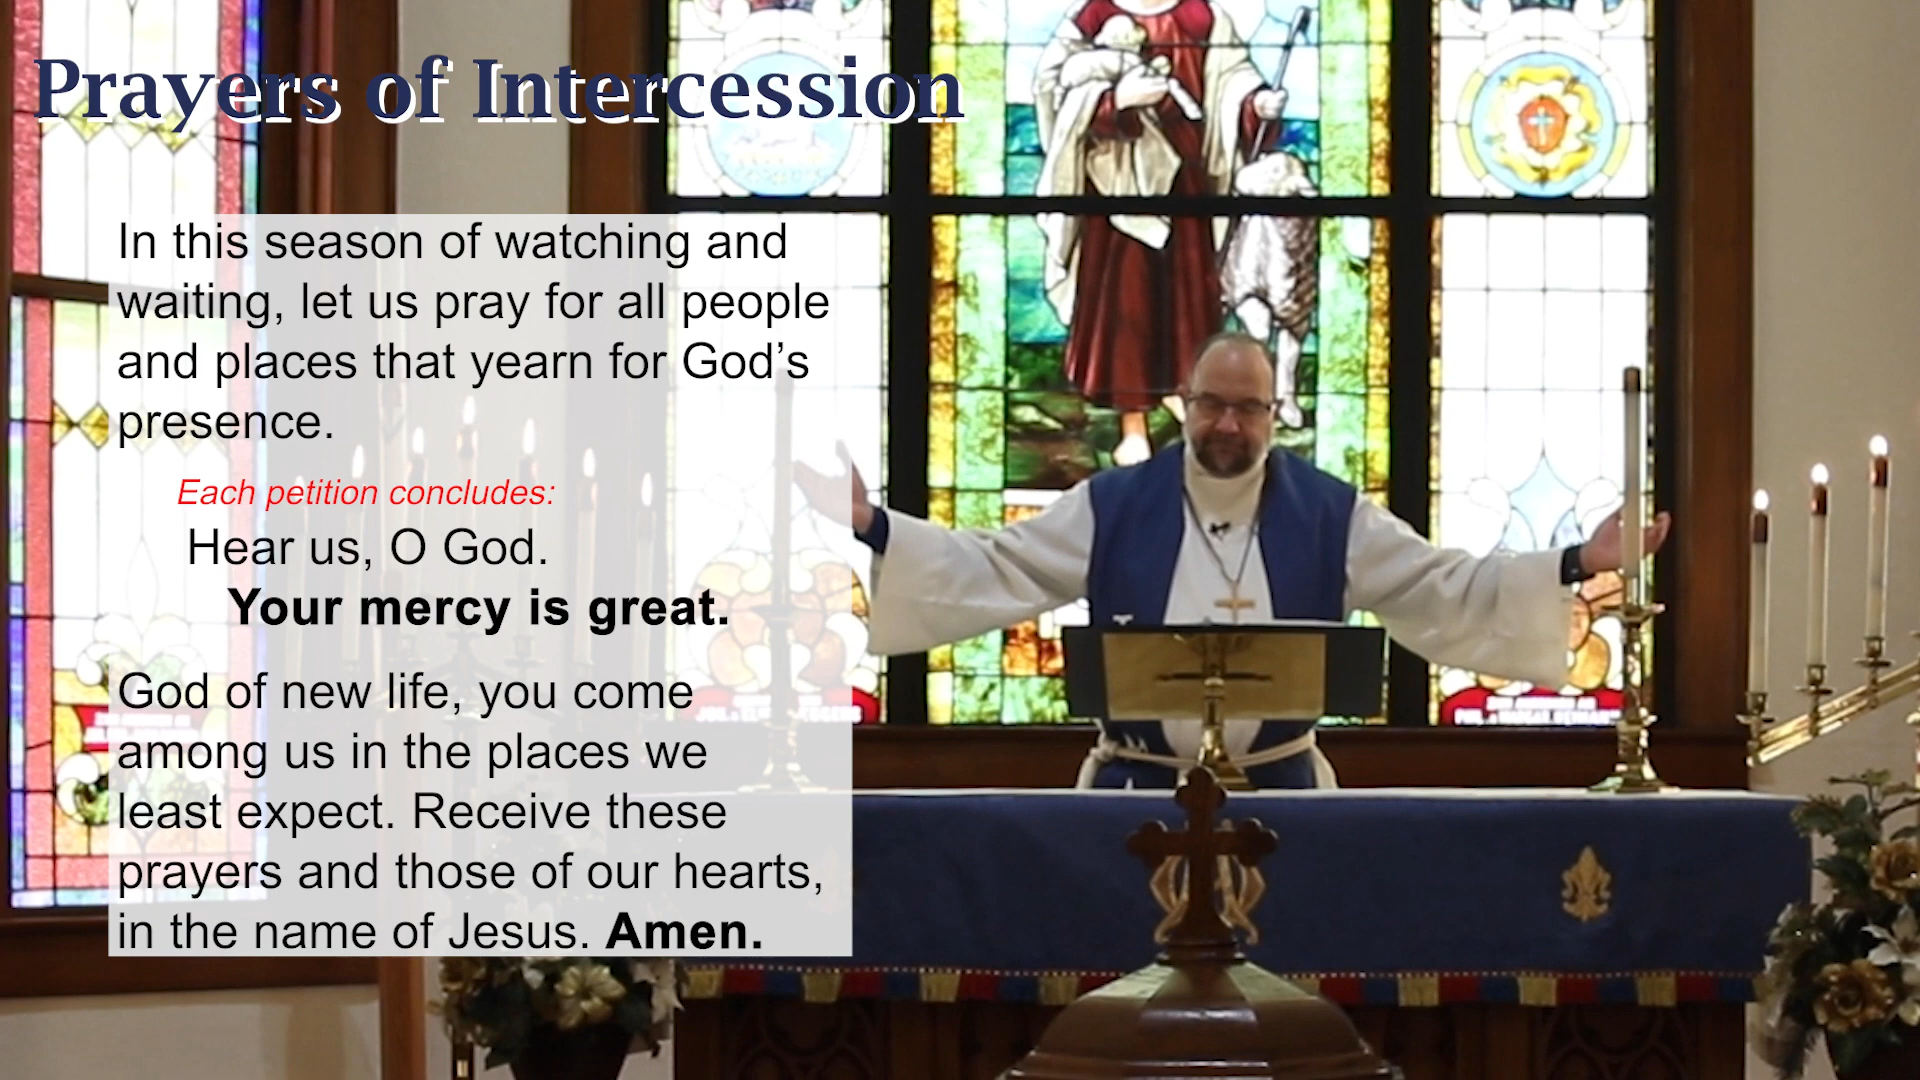 Prayers of Intercession
In this season of watching and
waiting, let us pray for all people
and places that yearn for God’s
presence.
Each petition concludes:
Hear us, O God.
Your mercy is great.
God of new life, you come
among us in the places we
least expect. Receive these
prayers and those of our hearts,
in the name of Jesus. Amen.